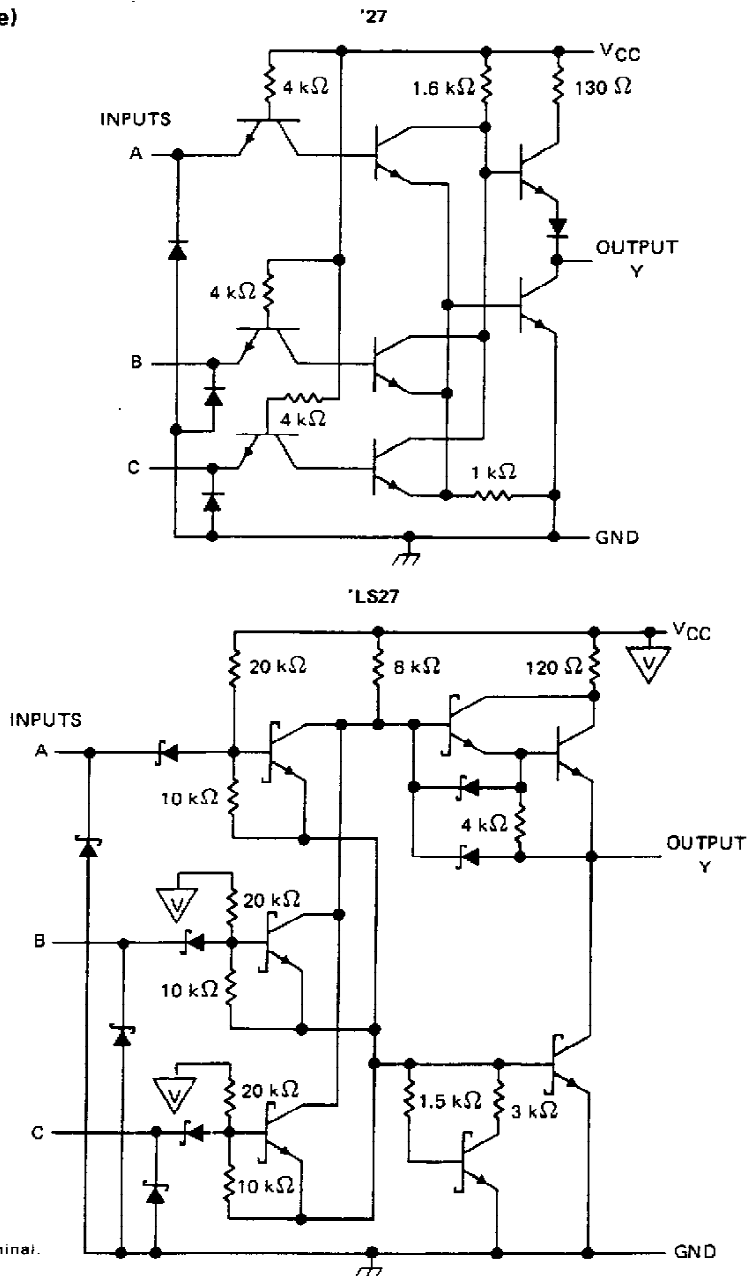 e)
'27
VCC
4 kΩ
1.6 kΩ
130 Ω
INPUTS
A
OUTPUT
Y
4 kΩ
B
4 kΩ
C
1 kΩ
GND
'LS27
VCC
20 kΩ
8 kΩ
120 Ω
V
INPUTS
A
10 kΩ
4 kΩ
OUTPUT
Y
V
20 kΩ
B
10 kΩ
V
20 kΩ
1.5 kΩ
3 kΩ
C
10 kΩ
ninal.
GND